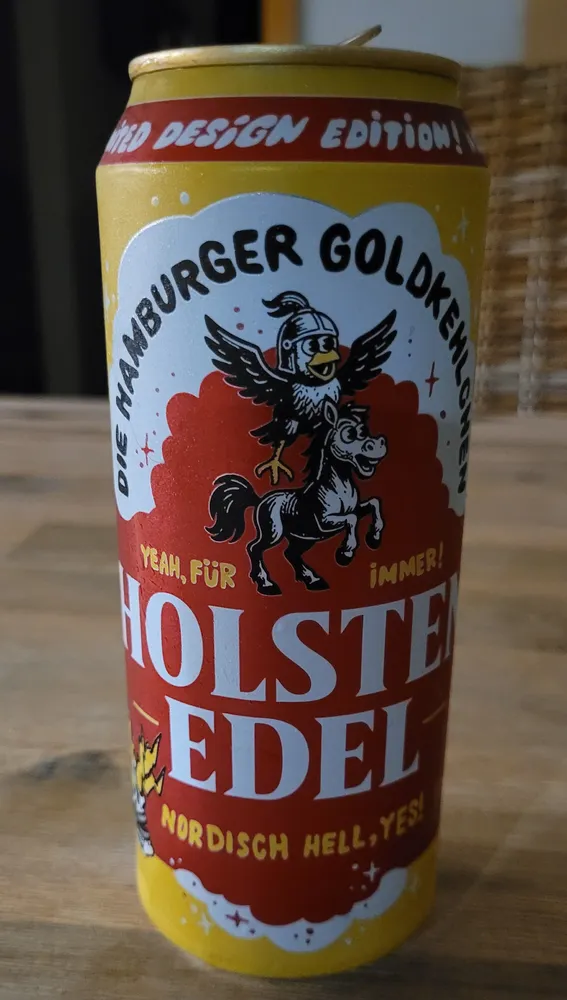 DESiGN EDiTiON!
DIE HAMBURGER GOLDKEHLCHEN
YEAH, FÜR iMMER!
HOLSTEN
EDEL
NORDISCH HELL, YES!